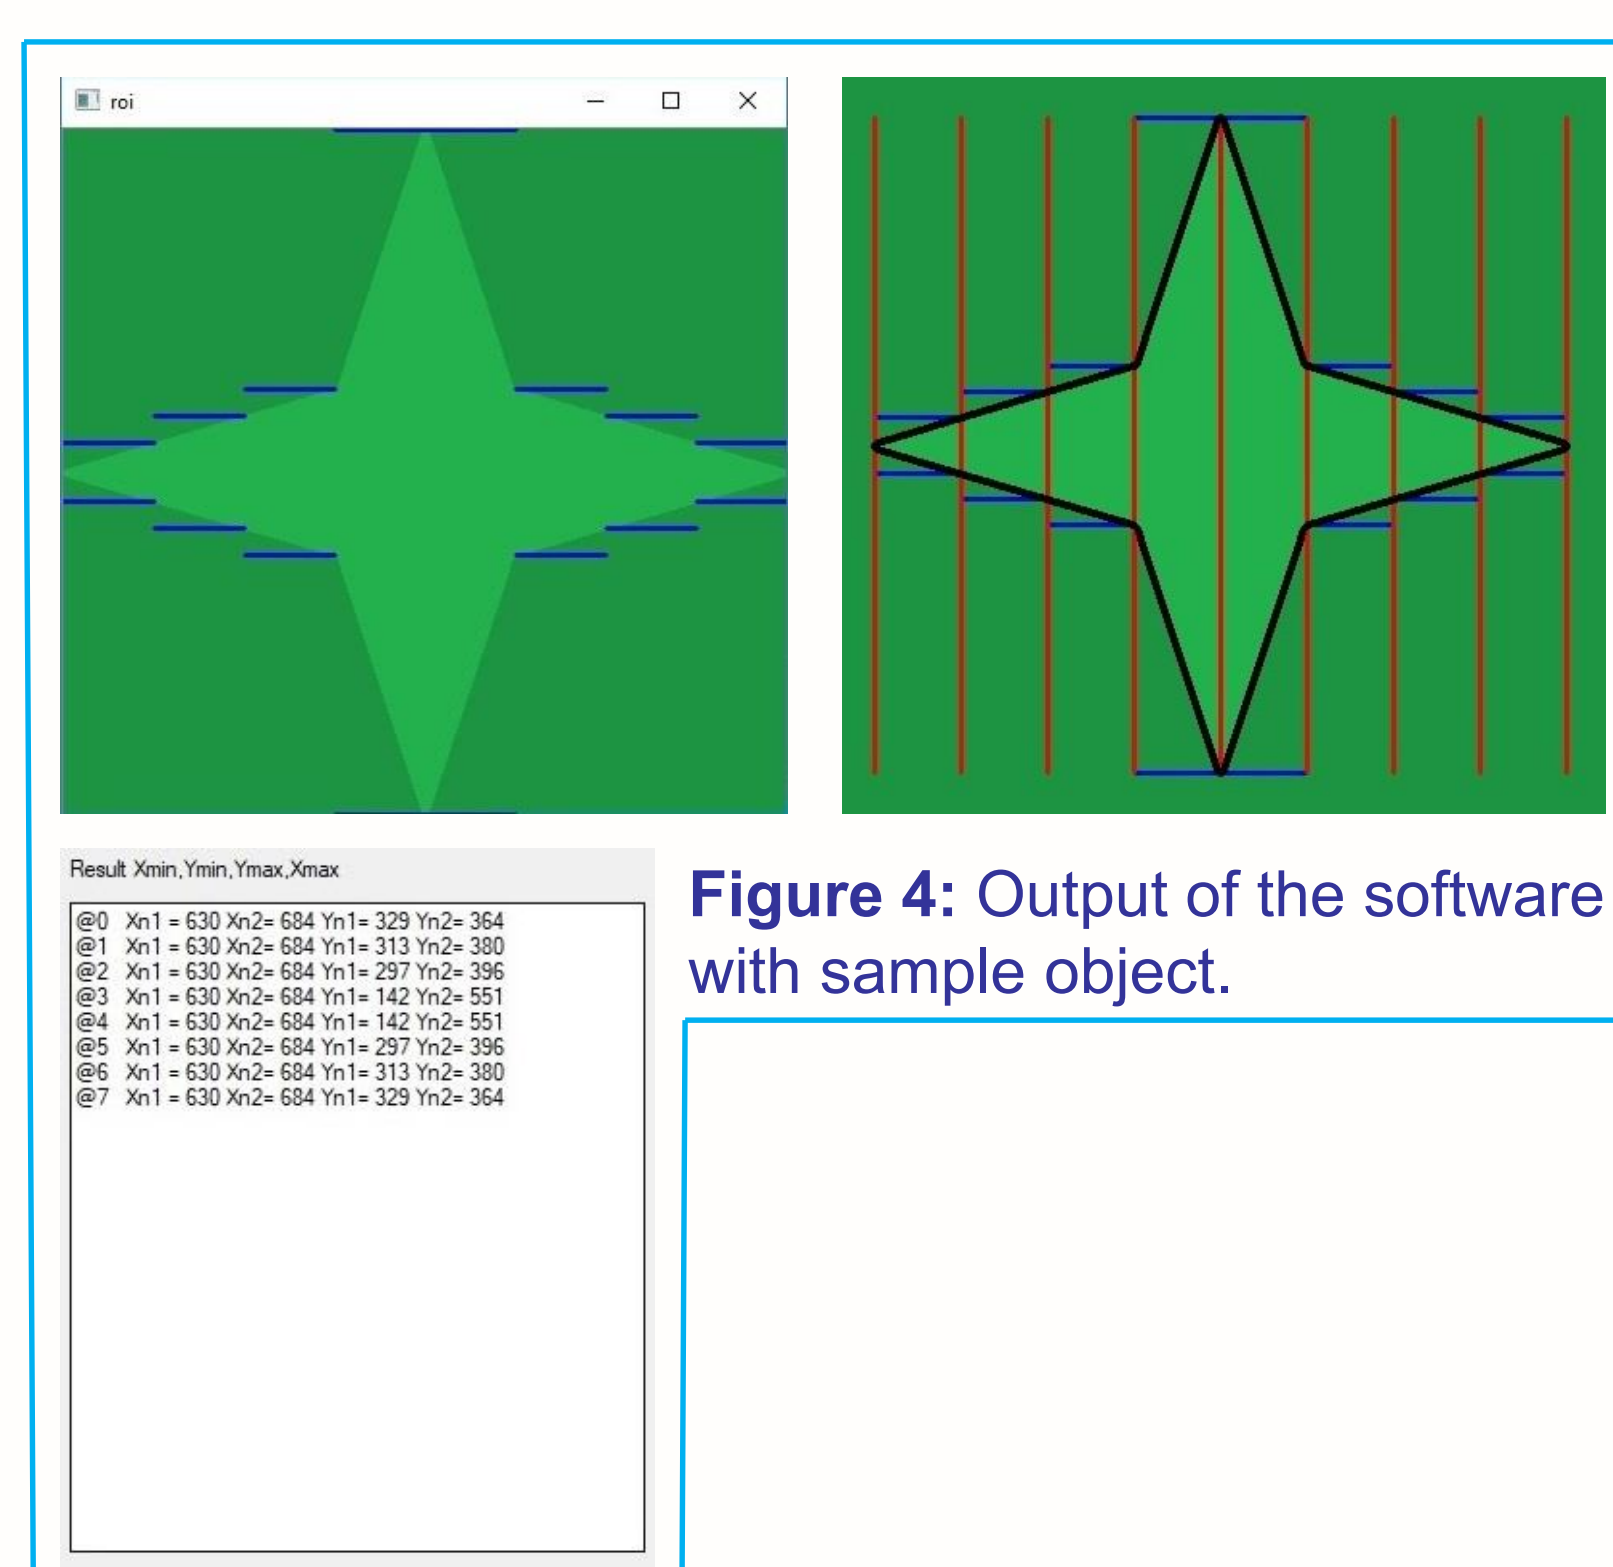 roi
Result Xmin,Ymin,Ymax,Xmax
@0 Xn1 = 630 Xn2= 684 Yn1= 329 Yn2= 364
@1 Xn1 = 630 Xn2= 684 Yn1= 313 Yn2= 380
@2 Xn1 = 630 Xn2= 684 Yn1= 297 Yn2= 396
@3 Xn1 = 630 Xn2= 684 Yn1= 142 Yn2= 551
@4 Xn1 = 630 Xn2= 684 Yn1= 142 Yn2= 551
@5 Xn1 = 630 Xn2= 684 Yn1= 297 Yn2= 396
@6 Xn1 = 630 Xn2= 684 Yn1= 313 Yn2= 380
@7 Xn1 = 630 Xn2= 684 Yn1= 329 Yn2= 364
Figure 4: Output of the software
with sample object.